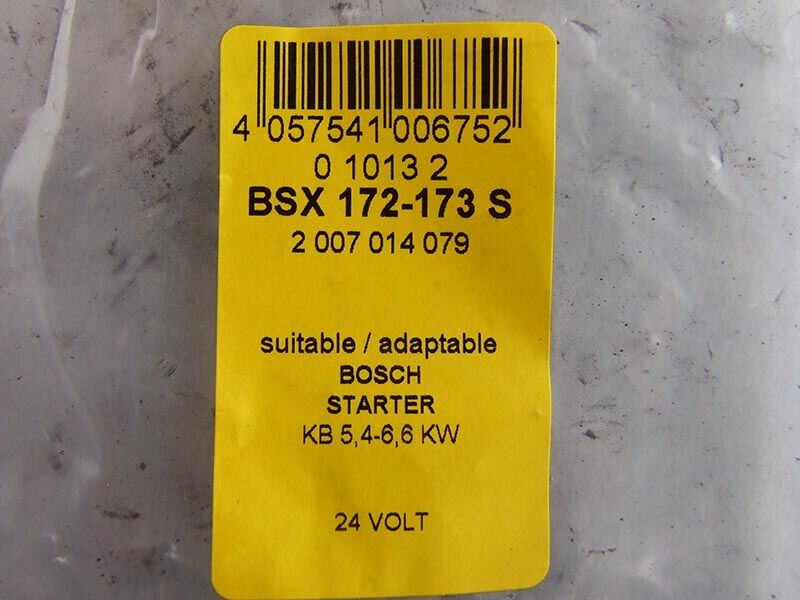 4 057541 006752
0 1013 2
BSX 172-173 S
2 007 014 079
suitable / adaptable
BOSCH
STARTER
KB 5,4-6,6 KW
24 VOLT